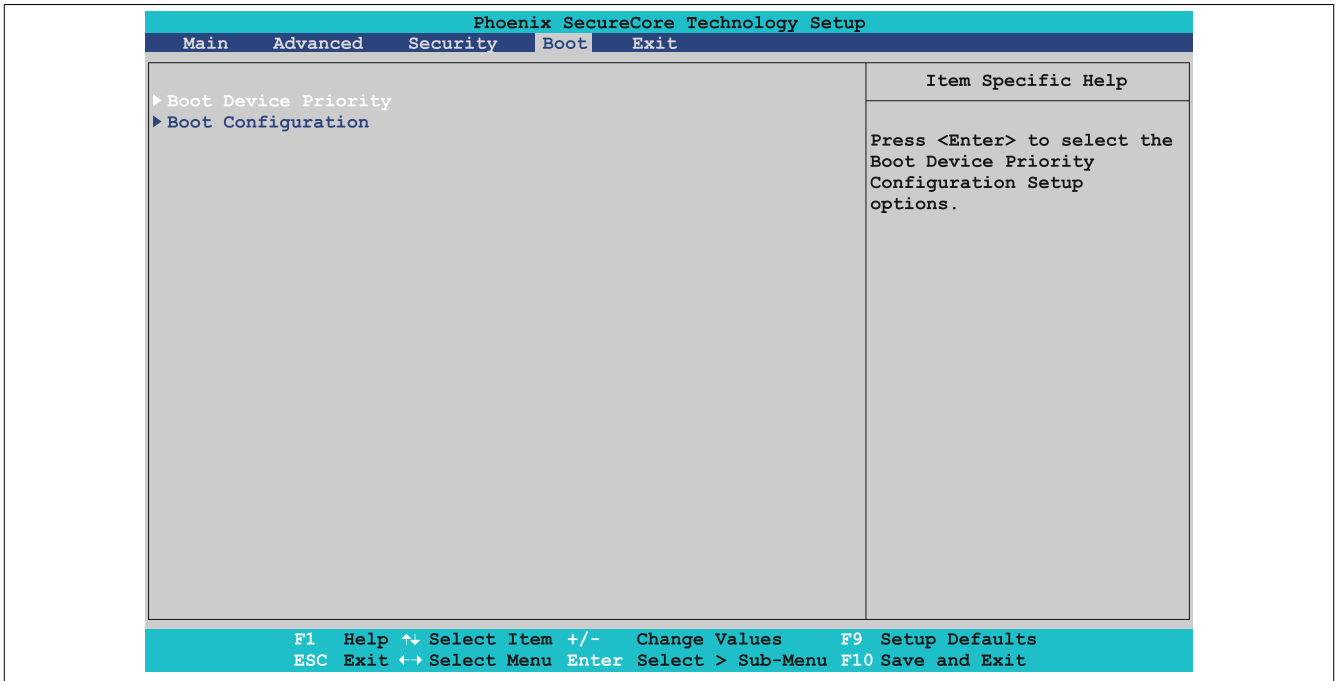 Phoenix SecureCore Technology Setup
Main Advanced Security Boot Exit
Boot Device Priority
Boot Configuration
Item Specific Help
Press <Enter> to select the
Boot Device Priority
Configuration Setup
options.
F1 Help ↑↓ Select Item +/- Change Values F9 Setup Defaults
ESC Exit ←→ Select Menu Enter Select > Sub-Menu F10 Save and Exit